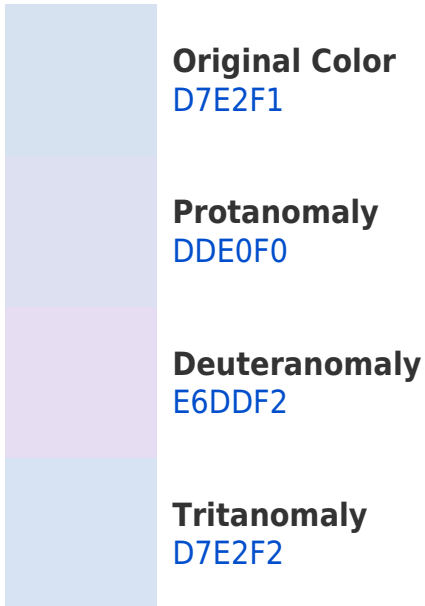 Original Color
D7E2F1
Protanomaly
DDE0F0
Deuteranomaly
E6DDF2
Tritanomaly
D7E2F2